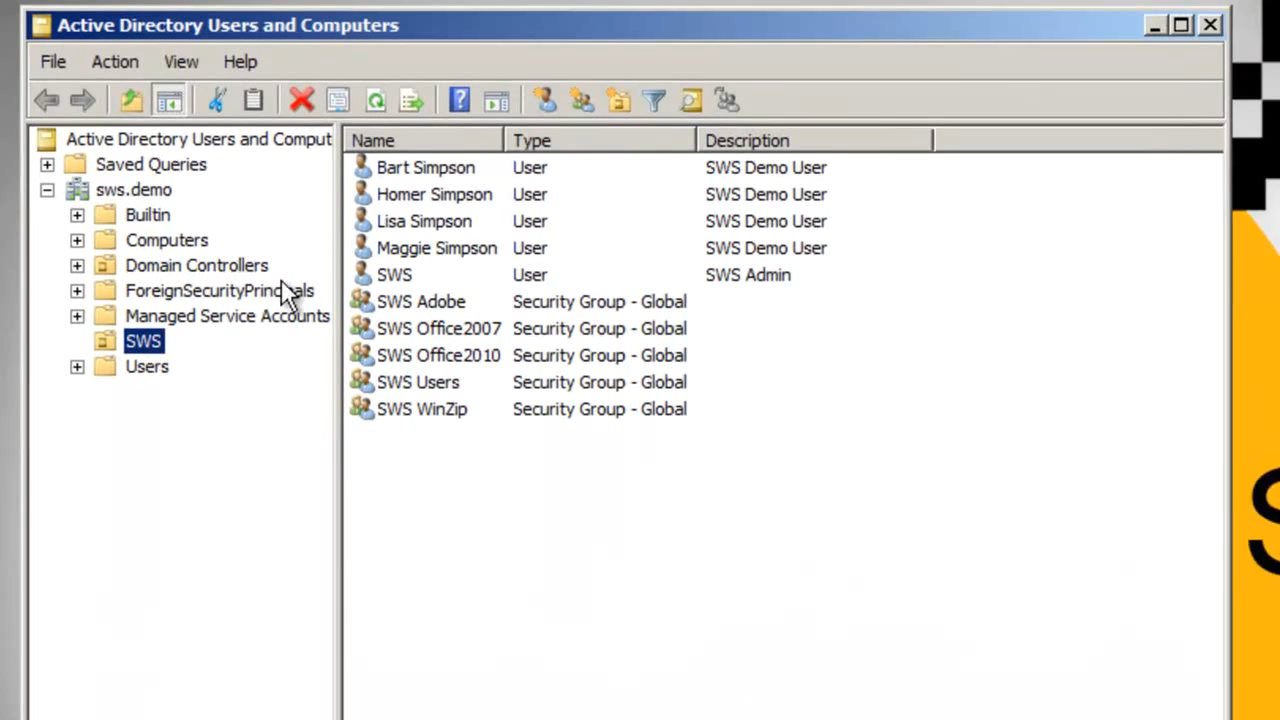 Active Directory Users and Computers
File Action View Help
Active Directory Users and Comput
Saved Queries
sws.demo
Builtin
Computers
Domain Controllers
ForeignSecurityPrincipals
Managed Service Accounts
SWS
Users
Name Type Description
Bart Simpson User SWS Demo User
Homer Simpson User SWS Demo User
Lisa Simpson User SWS Demo User
Maggie Simpson User SWS Demo User
SWS User SWS Admin
SWS Adobe Security Group - Global
SWS Office2007 Security Group - Global
SWS Office2010 Security Group - Global
SWS Users Security Group - Global
SWS WinZip Security Group - Global
S